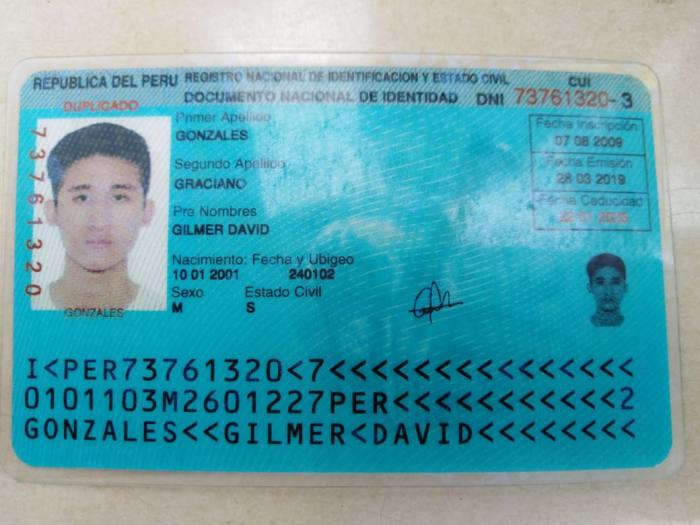 REPUBLICA DEL PERU REGISTRO NACIONAL DE IDENTIFICACION Y ESTADO CIVIL CUI
DUPLICADO DOCUMENTO NACIONAL DE IDENTIDAD DNI 73761320-3
73761320
Primer Apellido
GONZALES
Segundo Apellido
GRACIANO
Pre Nombres
GILMER DAVID
Nacimiento: Fecha y Ubigeo
10 01 2001 240102
Sexo Estado Civil
M S
Fecha Inscripción
07 08 2009
Fecha Emisión
28 03 2019
Fecha Caducidad
GONZALES
I<PER73761320<7<<<<<<<<<<<<<<<
0101103M2601227PER<<<<<<<<<<<2
GONZALES<<GILMER<DAVID<<<<<<<<